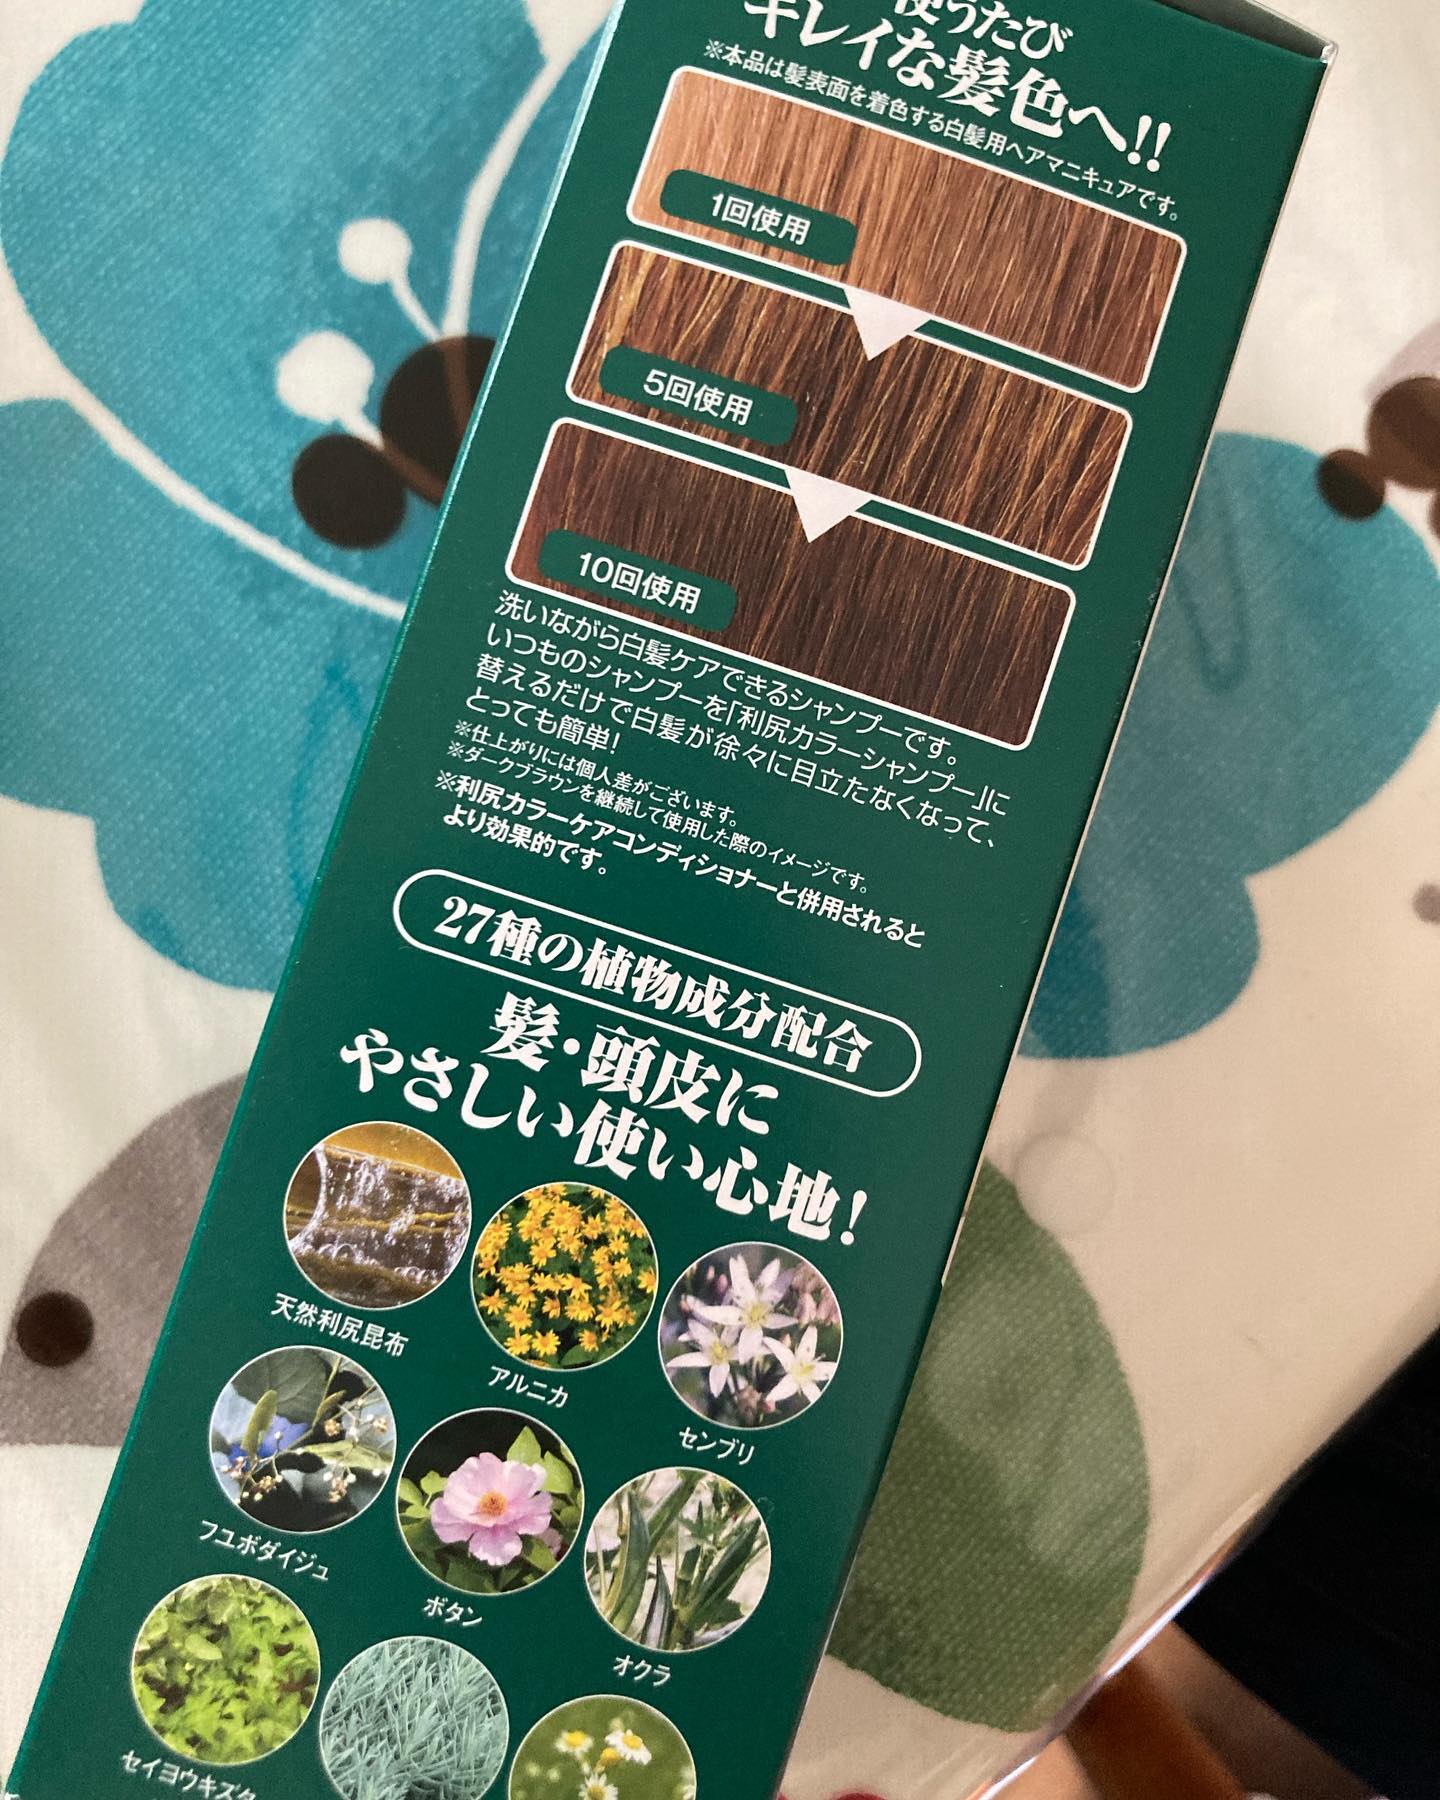 使うたび
キレイな髪色へ!!
※本品は髪表面を着色する白髪用ヘアマニキュアです。
1回使用
5回使用
10回使用
洗いながら白髪ケアできるシャンプーです。
いつものシャンプーを「利尻カラーシャンプー」に
替えるだけで白髪が徐々に目立たなくなって、
とっても簡単!
※仕上がりには個人差がございます。
※ダークブラウンを継続して使用した際のイメージです。
※利尻カラーケアコンディショナーと併用されると
より効果的です。
27種の植物成分配合
髪・頭皮に
やさしい使い心地!
天然利尻昆布
アルニカ
センブリ
フユボダイジュ
ボタン
オクラ
セイヨウキズタ